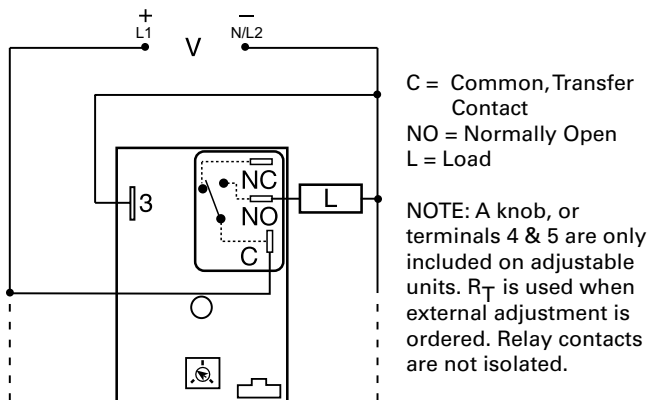 + −
L1 V N/L2
C = Common, Transfer
Contact
NO = Normally Open
L = Load
NC
3
NO
L
C
NOTE: A knob, or
terminals 4 & 5 are only
included on adjustable
units. RT is used when
external adjustment is
ordered. Relay contacts
are not isolated.